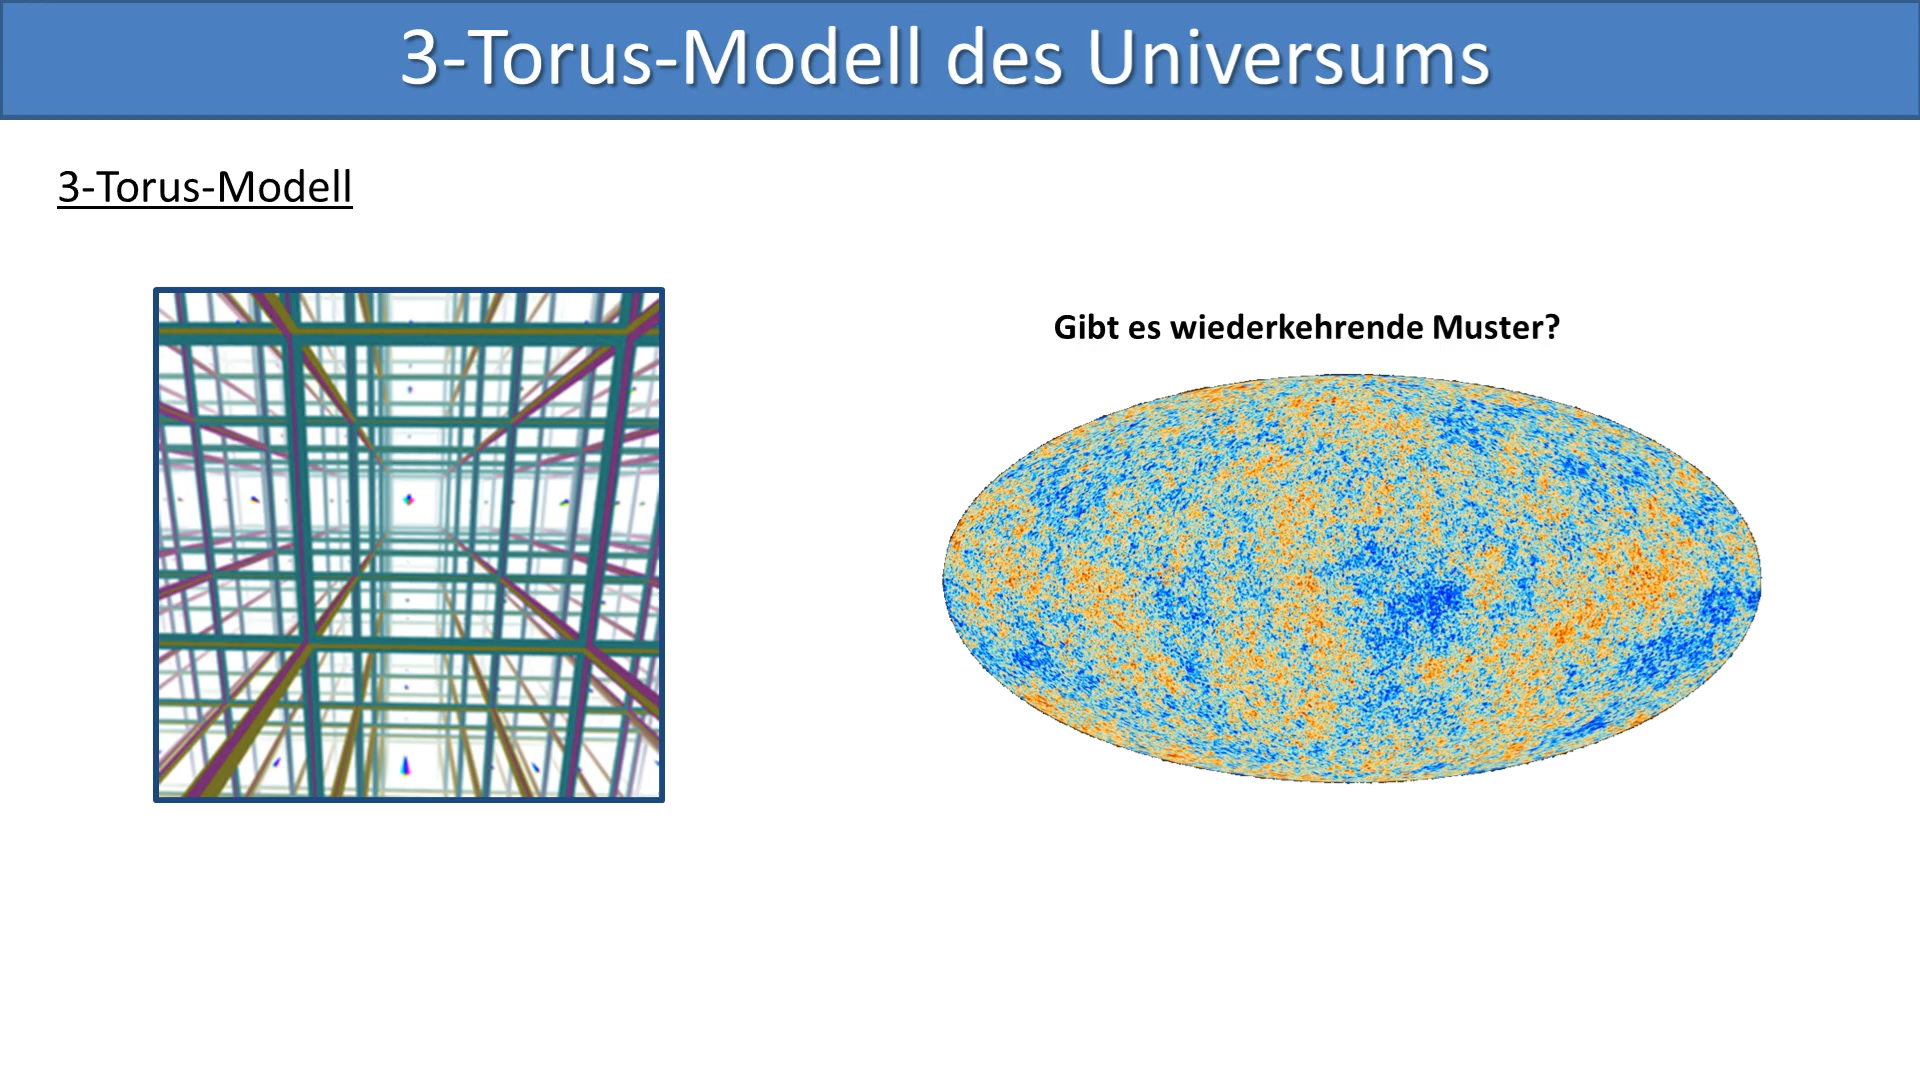 3-Torus-Modell des Universums
3-Torus-Modell
Gibt es wiederkehrende Muster?